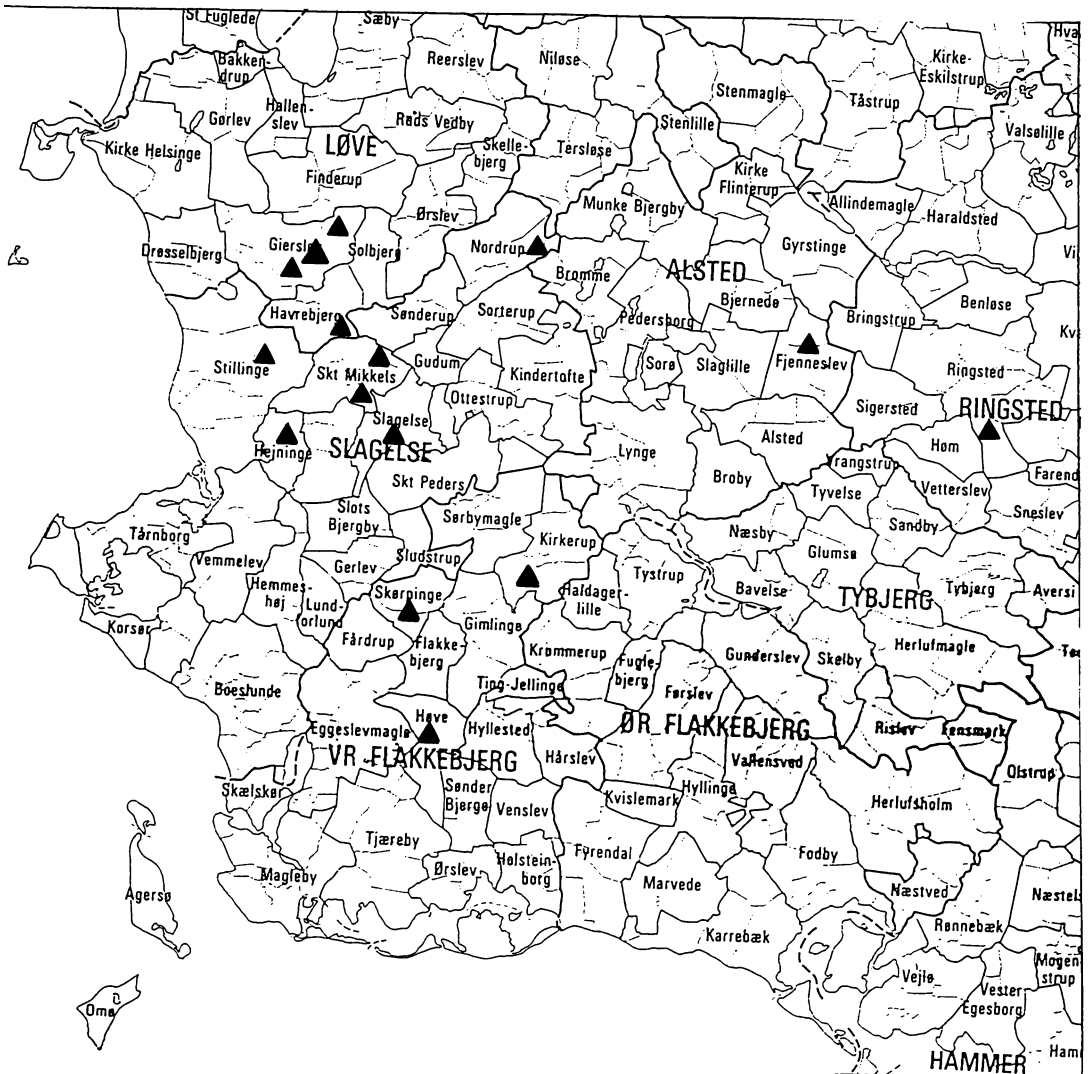 St Fuglede
Sæby
Bakken-
drup
Reerslev
Niløse
Kirke-
Eskilstrup
Stenmagle
Tåstrup
Hallen-
slev
Gørlev
Røds Vedby
Stenlille
Valsølille
Kirke Helsinge
LØVE
Skelle-
bjerg
Tersløse
Finderup
Kirke
Flinterup
Munke Bjergby
Allindemagle
Haraldsted
Ørslev
Drøsselbjerg
Solbjerg
Nordrup
Gyrstinge
Bromme
ALSTED
Bjernede
Benløse
Havrebjerg
Sønderup
Sorterup
Pedersborg
Bringstrup
Stillinge
Skt Mikkels
Gudum
Kindertofte
Sorø
Slaglille
Fjenneslev
Ringsted
Ottestrup
Sigersted
RINGSTED
Slagelse
Hejninge
SLAGELSE
Lynge
Alsted
Høm
Skt Peders
Broby
Vrangstrup
Farend
Tyvelse
Vetterslev
Slots
Bjergby
Sørbymagle
Sandby
Sneslev
Tårnborg
Næsby
Kirkerup
Glumsø
Vemmelev
Sludstrup
Gerlev
Tystrup
Hemmes-
høj
Skørpinge
Haldager-
lille
Bavelse
TYBJERG
Tybjerg
Aversi
Lund-
forlund
Korsør
Gimlinge
Fårdrup
Flakke-
bjerg
Krømmerup
Gunderslev
Skelby
Herlufmagle
Fugle-
bjerg
Boeslunde
Ting-Jellinge
Førslev
Høve
Eggeslevmagle
Hyllested
ØR FLAKKEBJERG
Rislev
Fensmark
VR FLAKKEBJERG
Hårslev
Vallensved
Olstrup
Skælskør
Sønder
Bjerge
Hyllinge
Kvislemark
Herlufsholm
Venslev
Tjæreby
Fyrendal
Fodby
Holstein-
borg
Ørslev
Magleby
Marvede
Agersø
Næstved
Næstel
Rønnebæk
Karrebæk
Mogen
strup
Vejlø
Vester
Egesborg
Omø
HAMMER
Ham